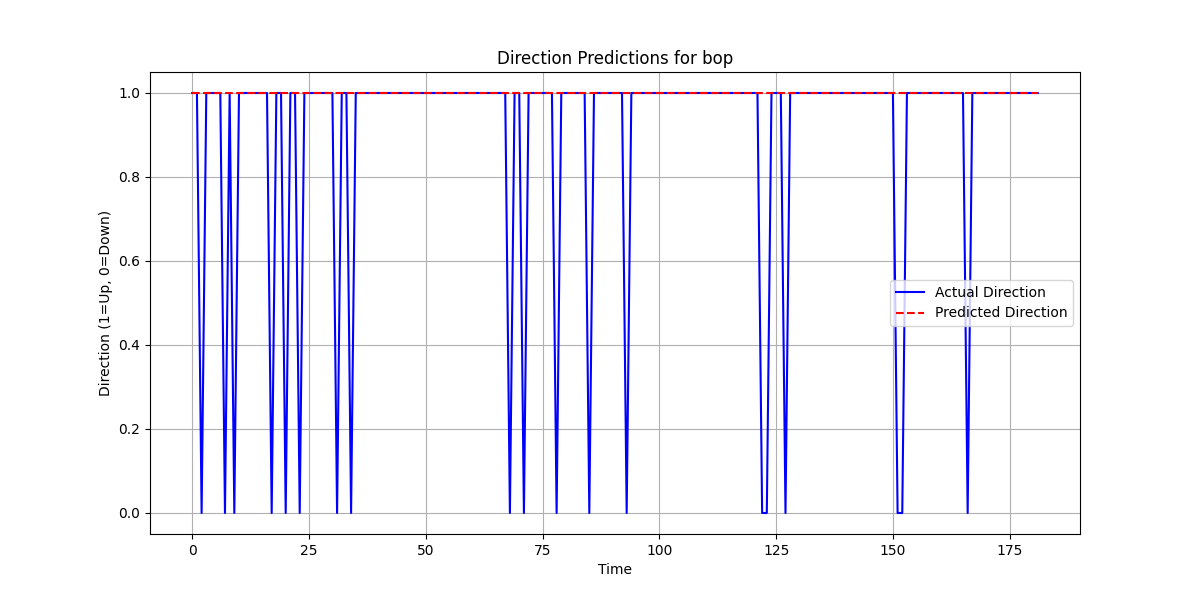 Direction Predictions for bop
1.0
0.8
0.6
0.4
0.2
0.0
Direction (1=Up, 0=Down)
Actual Direction
Predicted Direction
0 25 50 75 100 125 150 175
Time